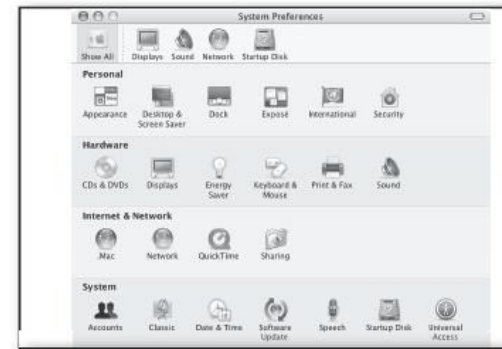 System Preferences
Show All Displays Sound Network Startup Disk
Personal
Appearance Desktop & Screen Saver Dock Exposé International Security
Hardware
CDs & DVDs Displays Energy Saver Keyboard & Mouse Print & Fax Sound
Internet & Network
.Mac Network QuickTime Sharing
System
Accounts Classic Date & Time Software Update Speech Startup Disk Universal Access